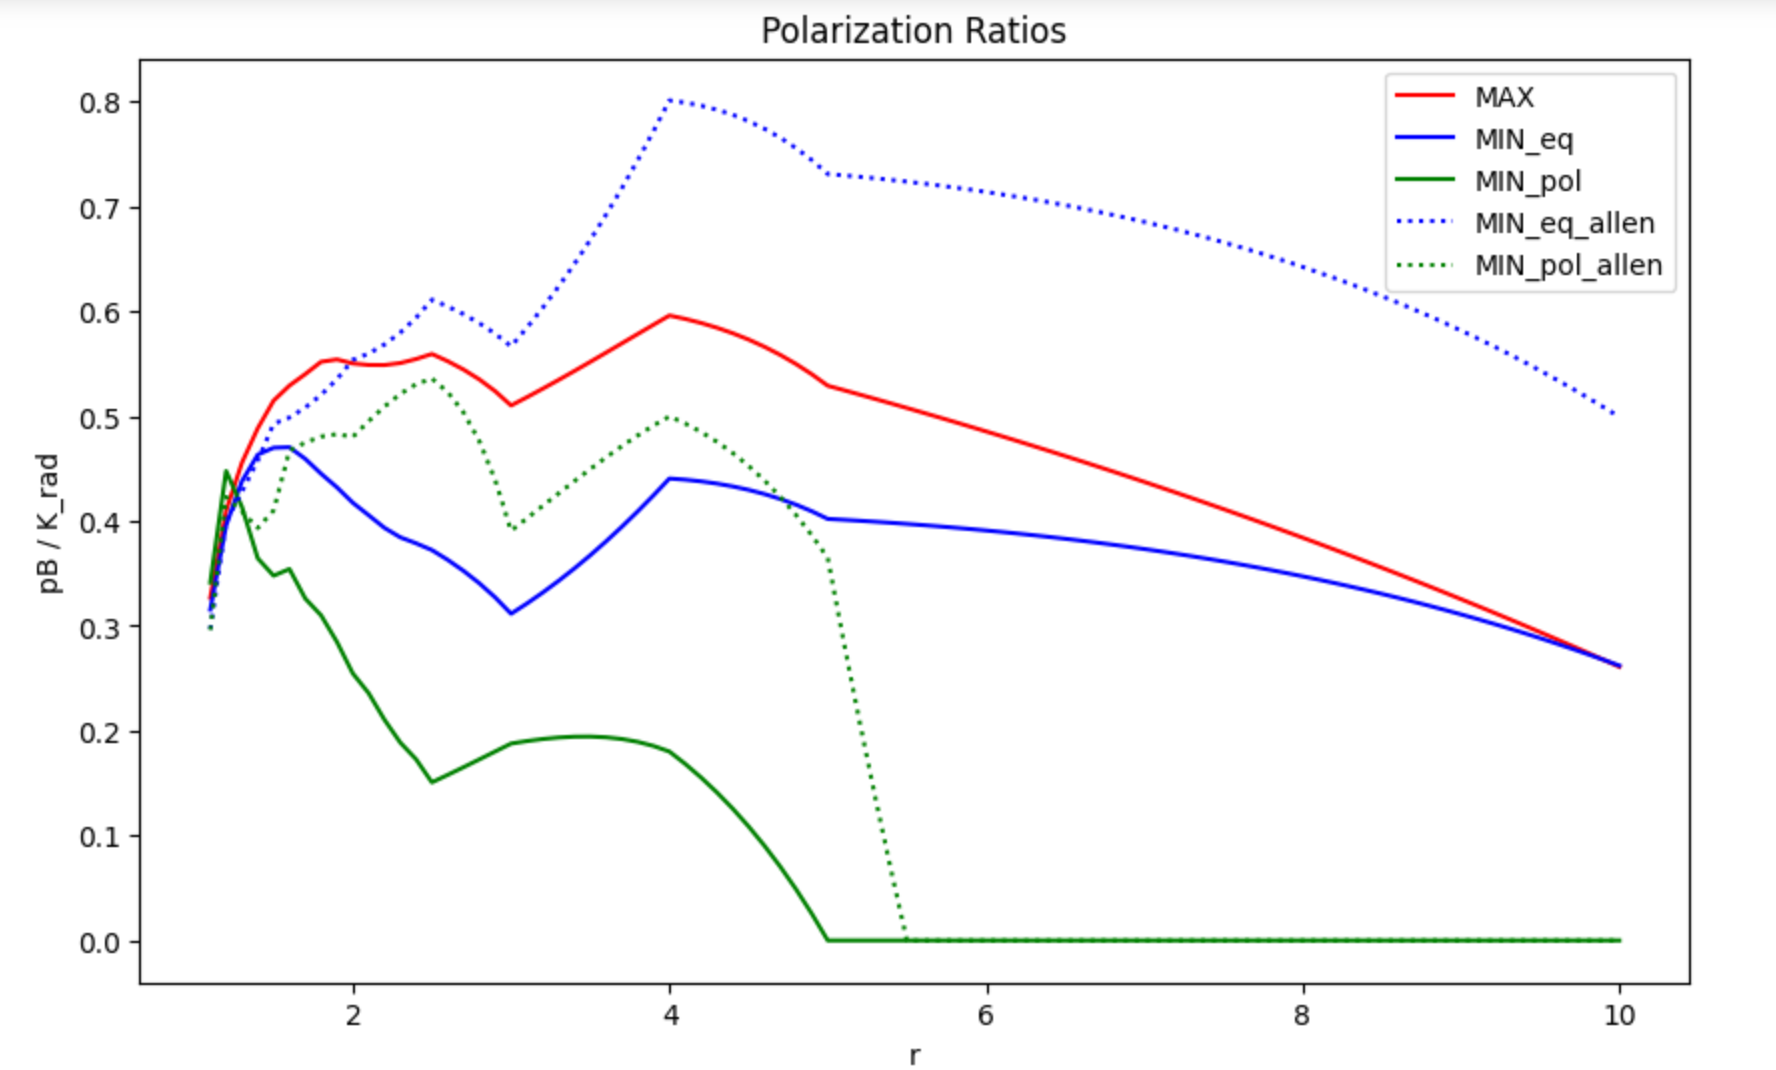 Polarization Ratios
MAX
MIN_eq
MIN_pol
MIN_eq_allen
MIN_pol_allen
pB / K_rad
0.8
0.7
0.6
0.5
0.4
0.3
0.2
0.1
0.0
2 4 6 8 10
r